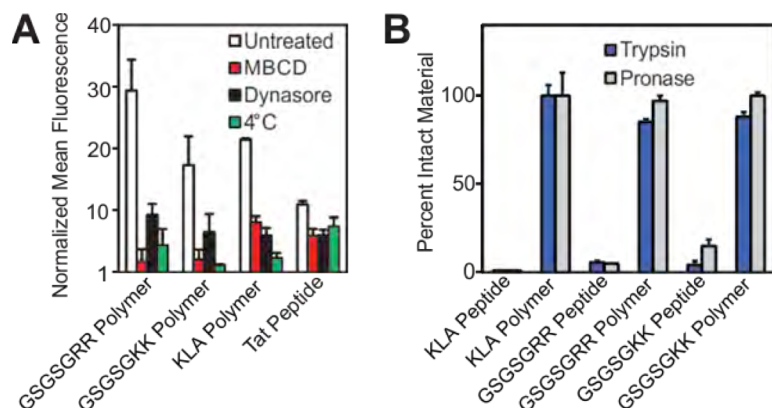 A
Normalized Mean Fluorescence
40
30
20
10
1
Untreated
MBCD
Dynasore
4°C
GSGSGRR Polymer
GSGSGKK Polymer
KLA Polymer
Tat Peptide
B
Percent Intact Material
100
50
0
Trypsin
Pronase
KLA Peptide
KLA Polymer
GSGSGRR Peptide
GSGSGRR Polymer
GSGSGKK Peptide
GSGSGKK Polymer